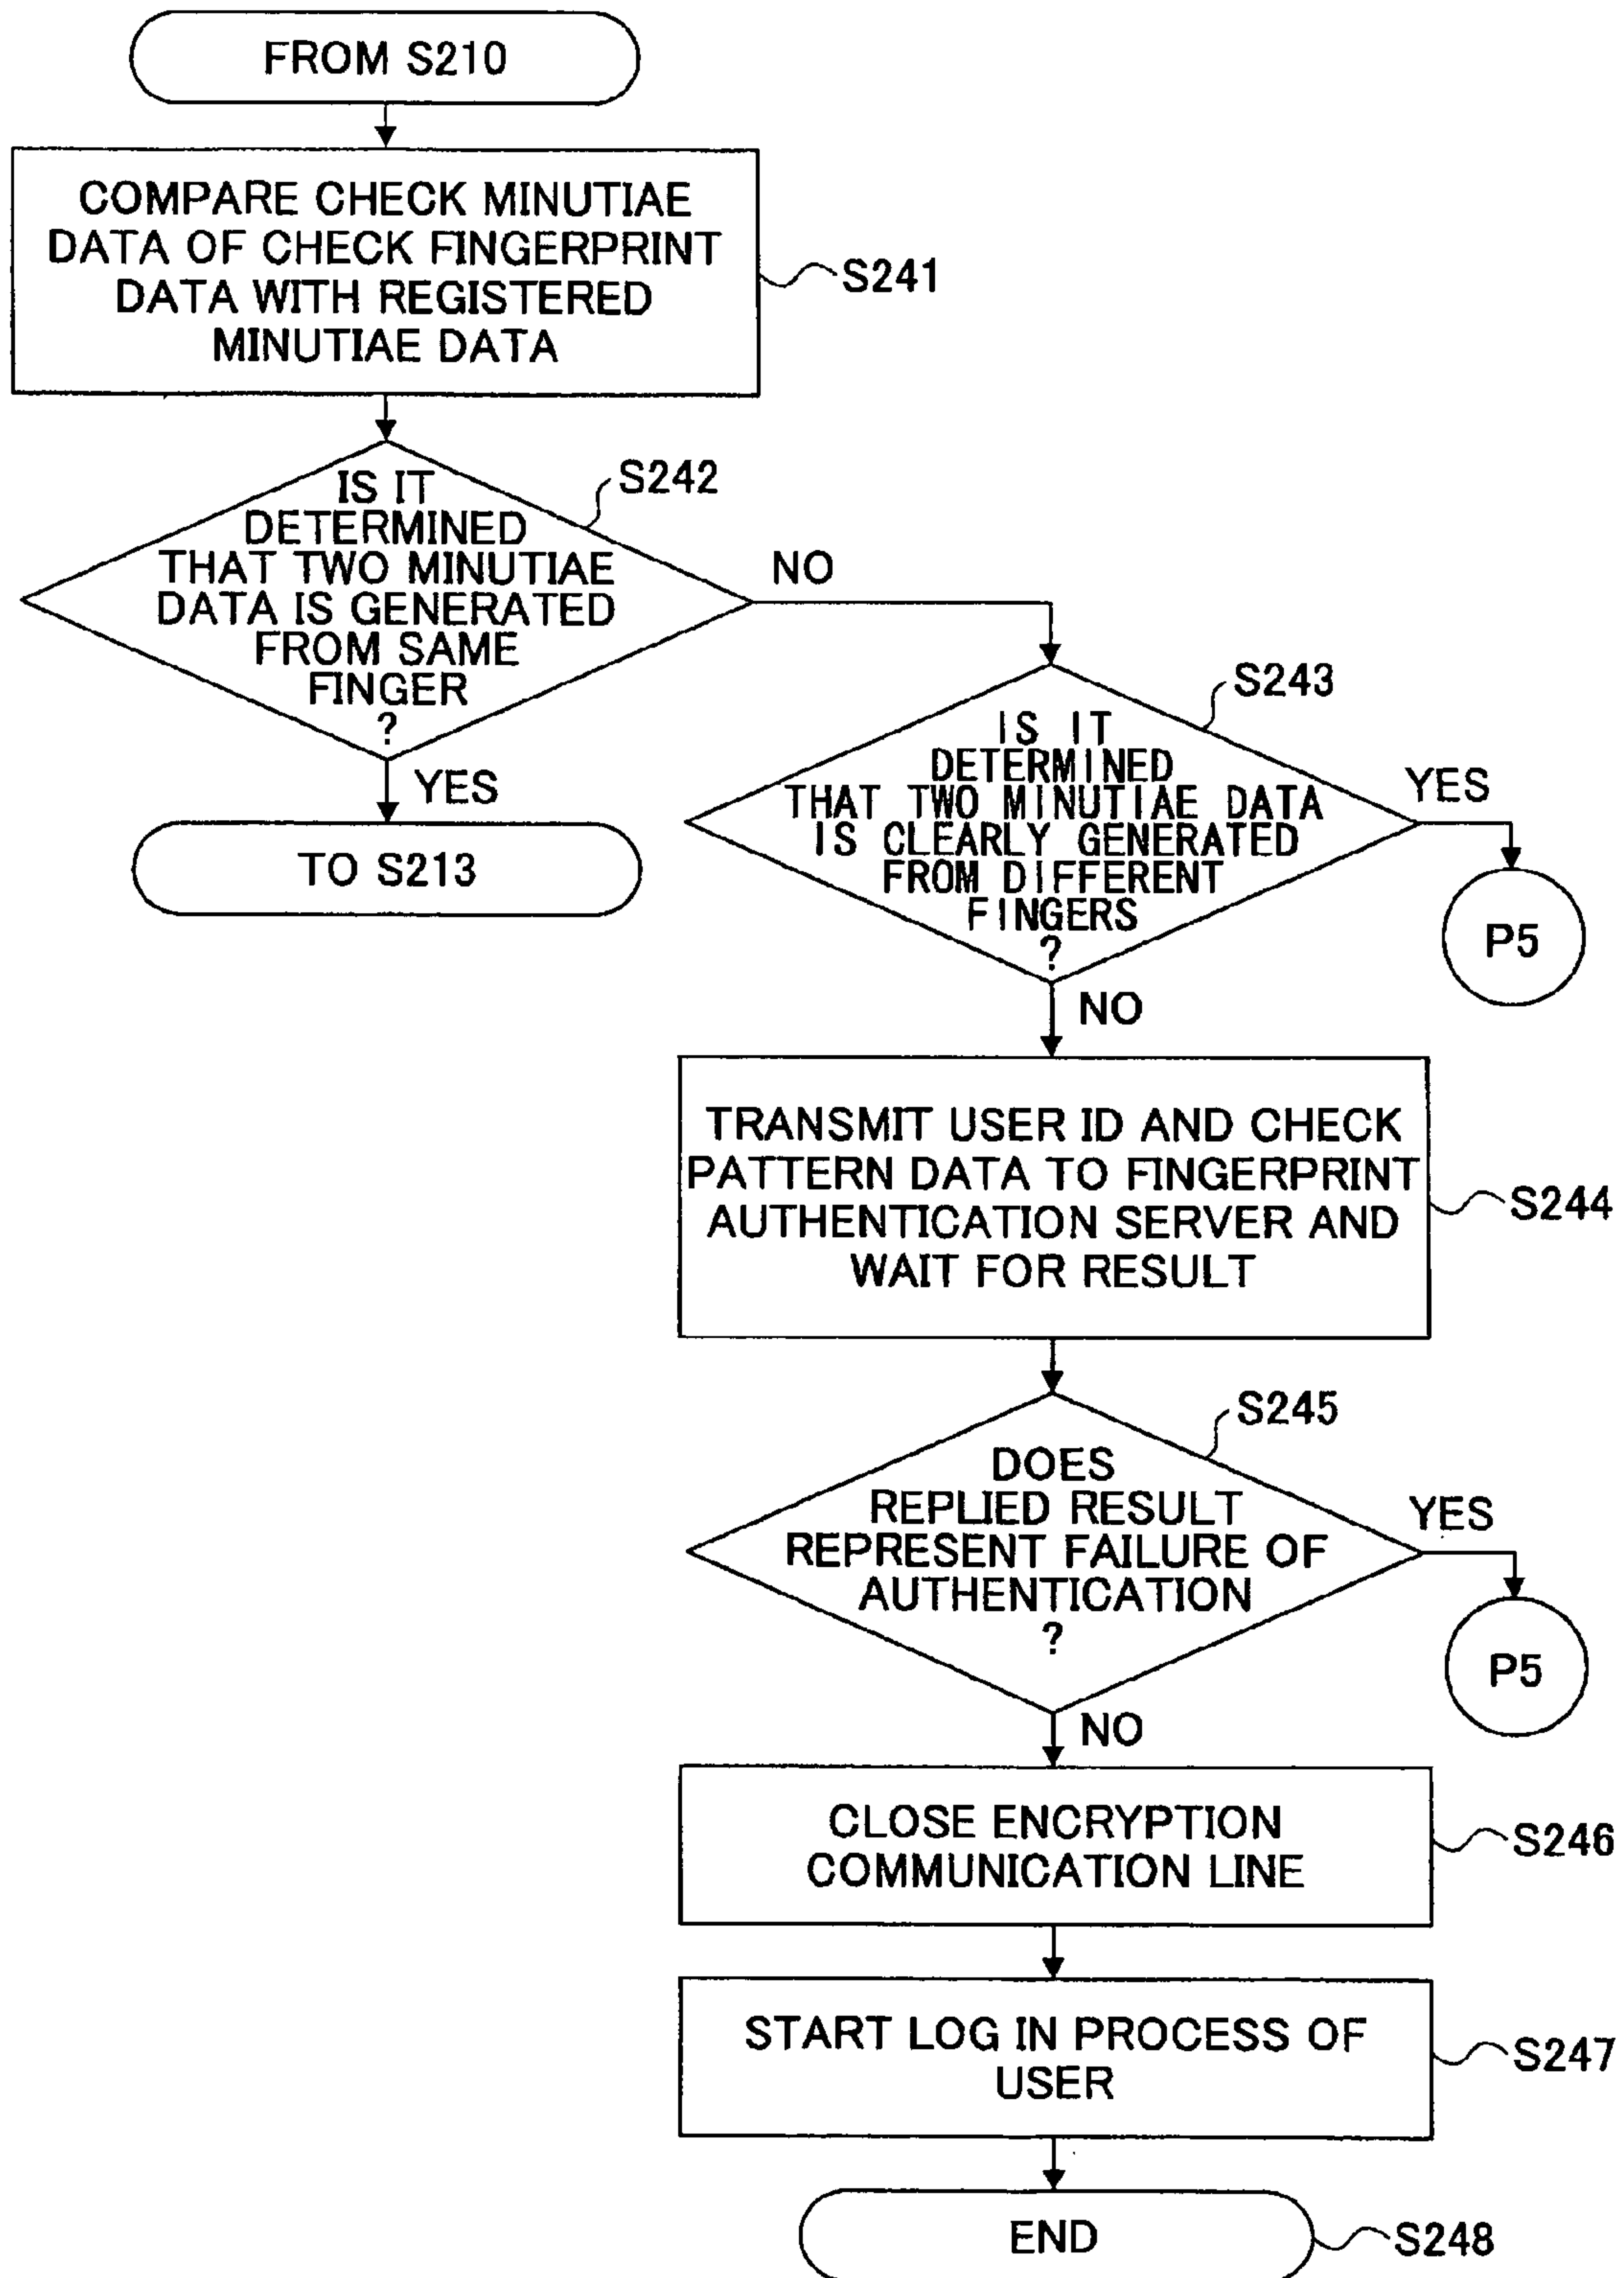 FROM S210
COMPARE CHECK MINUTIAE
DATA OF CHECK FINGERPRINT
DATA WITH REGISTERED
MINUTIAE DATA
S241
IS IT
DETERMINED
THAT TWO MINUTIAE
DATA IS GENERATED
FROM SAME
FINGER
?
S242
NO
YES
TO S213
IS IT
DETERMINED
THAT TWO MINUTIAE DATA
IS CLEARLY GENERATED
FROM DIFFERENT
FINGERS
?
S243
YES
P5
NO
TRANSMIT USER ID AND CHECK
PATTERN DATA TO FINGERPRINT
AUTHENTICATION SERVER AND
WAIT FOR RESULT
S244
DOES
REPLIED RESULT
REPRESENT FAILURE OF
AUTHENTICATION
?
S245
YES
P5
NO
CLOSE ENCRYPTION
COMMUNICATION LINE
S246
START LOG IN PROCESS OF
USER
S247
END
S248